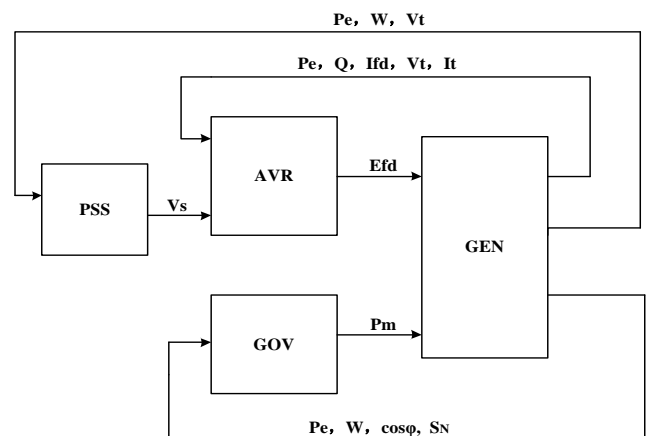 Pe，W，Vt
Pe，Q，Ifd，Vt，It
AVR
Efd
PSS
Vs
GEN
GOV
Pm
Pe，W，cosφ, SN